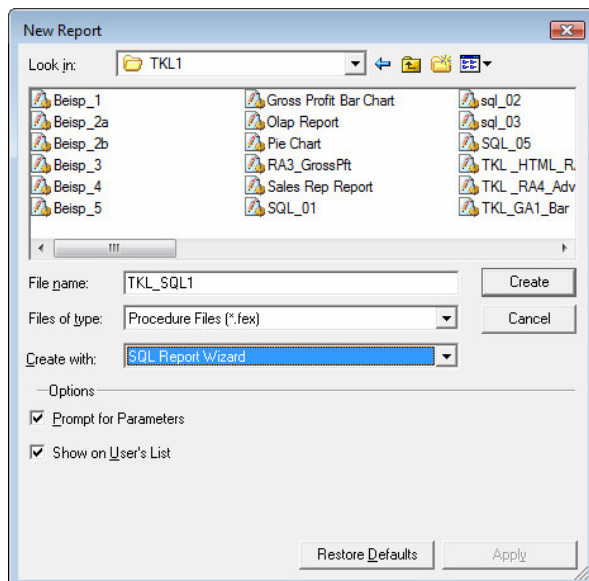 New Report
Look in: TKL1
Beisp_1 Gross Profit Bar Chart sql_02
Beisp_2a Olap Report sql_03
Beisp_2b Pie Chart SQL_05
Beisp_3 RA3_GrossPft TKL _HTML_R
Beisp_4 Sales Rep Report TKL _RA4_Adv
Beisp_5 SQL_01 TKL_GA1_Bar
File name: TKL_SQL1 Create
Files of type: Procedure Files (*.fex) Cancel
Create with: SQL Report Wizard
Options
Prompt for Parameters
Show on User's List
Restore Defaults Apply